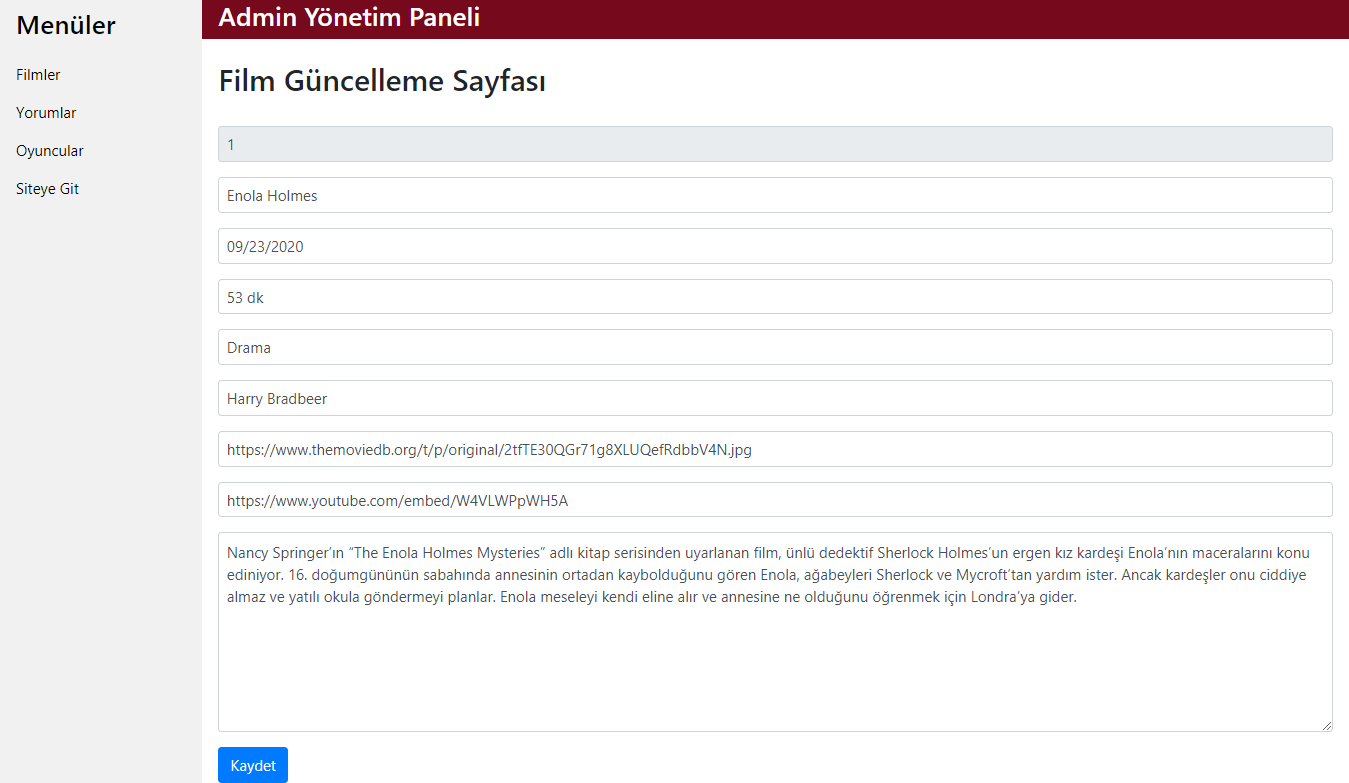 Menüler
Filmler
Yorumlar
Oyuncular
Siteye Git
Admin Yönetim Paneli
Film Güncelleme Sayfası
1
Enola Holmes
09/23/2020
53 dk
Drama
Harry Bradbeer
https://www.themoviedb.org/t/p/original/2tfTE30QGr71g8XLUQefRdbbV4N.jpg
https://www.youtube.com/embed/W4VLWPpWH5A
Nancy Springer’ın “The Enola Holmes Mysteries” adlı kitap serisinden uyarlanan film, ünlü dedektif Sherlock Holmes’un ergen kız kardeşi Enola’nın maceralarını konu
ediniyor. 16. doğumgününün sabahında annesinin ortadan kaybolduğunu gören Enola, ağabeyleri Sherlock ve Mycroft’tan yardım ister. Ancak kardeşler onu ciddiye
almaz ve yatılı okula göndermeyi planlar. Enola meseleyi kendi eline alır ve annesine ne olduğunu öğrenmek için Londra’ya gider.
Kaydet